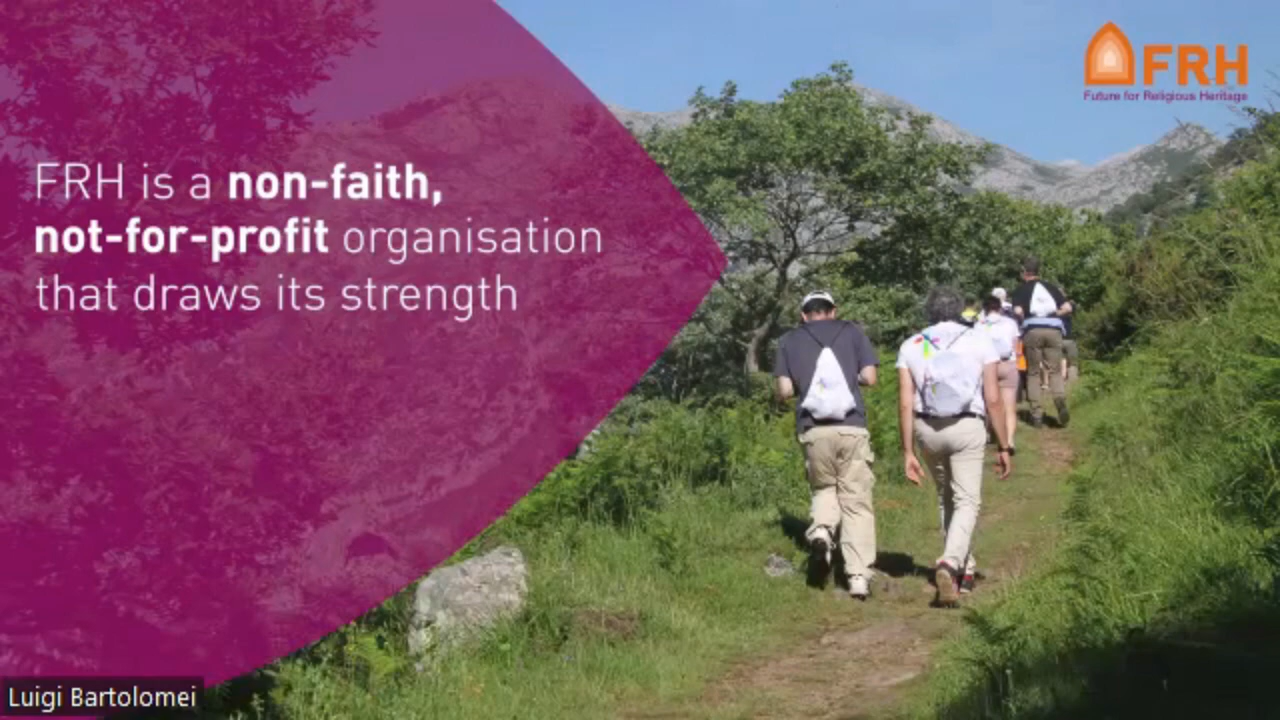 FRH
Future for Religious Heritage
FRH is a non-faith,
not-for-profit organisation
that draws its strength
Luigi Bartolomei